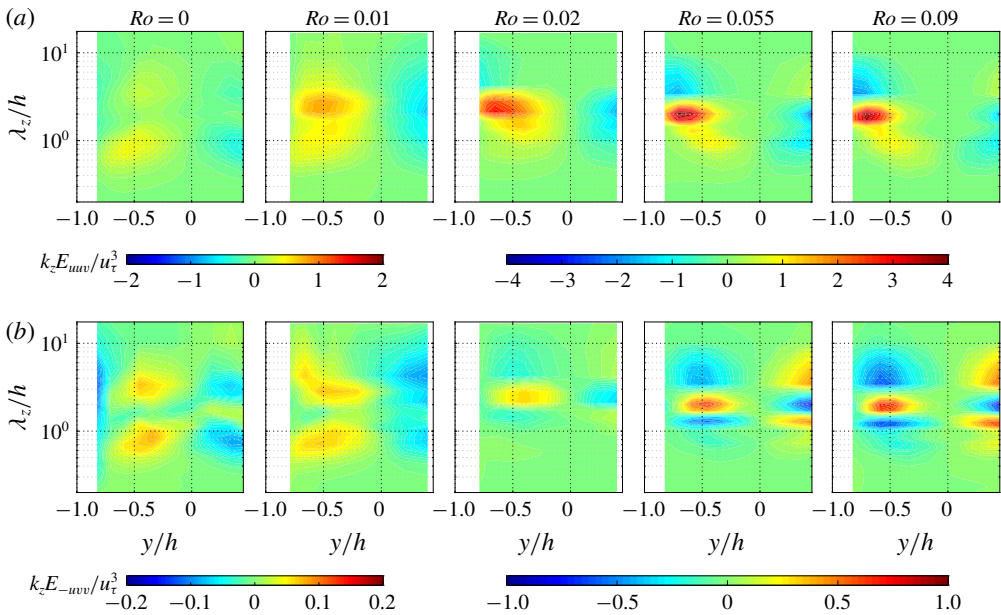 (a) Ro = 0 Ro = 0.01 Ro = 0.02 Ro = 0.055 Ro = 0.09
10¹
λz/h
10⁰
−1.0 −0.5 0 −1.0 −0.5 0 −1.0 −0.5 0 −1.0 −0.5 0 −1.0 −0.5 0
kzEuuv/uτ³
−2 −1 0 1 2 −4 −3 −2 −1 0 1 2 3 4
(b)
10¹
λz/h
10⁰
−1.0 −0.5 0 −1.0 −0.5 0 −1.0 −0.5 0 −1.0 −0.5 0 −1.0 −0.5 0
y/h y/h y/h y/h y/h
kzE−uvv/uτ³
−0.2 −0.1 0 0.1 0.2 −1.0 −0.5 0 0.5 1.0